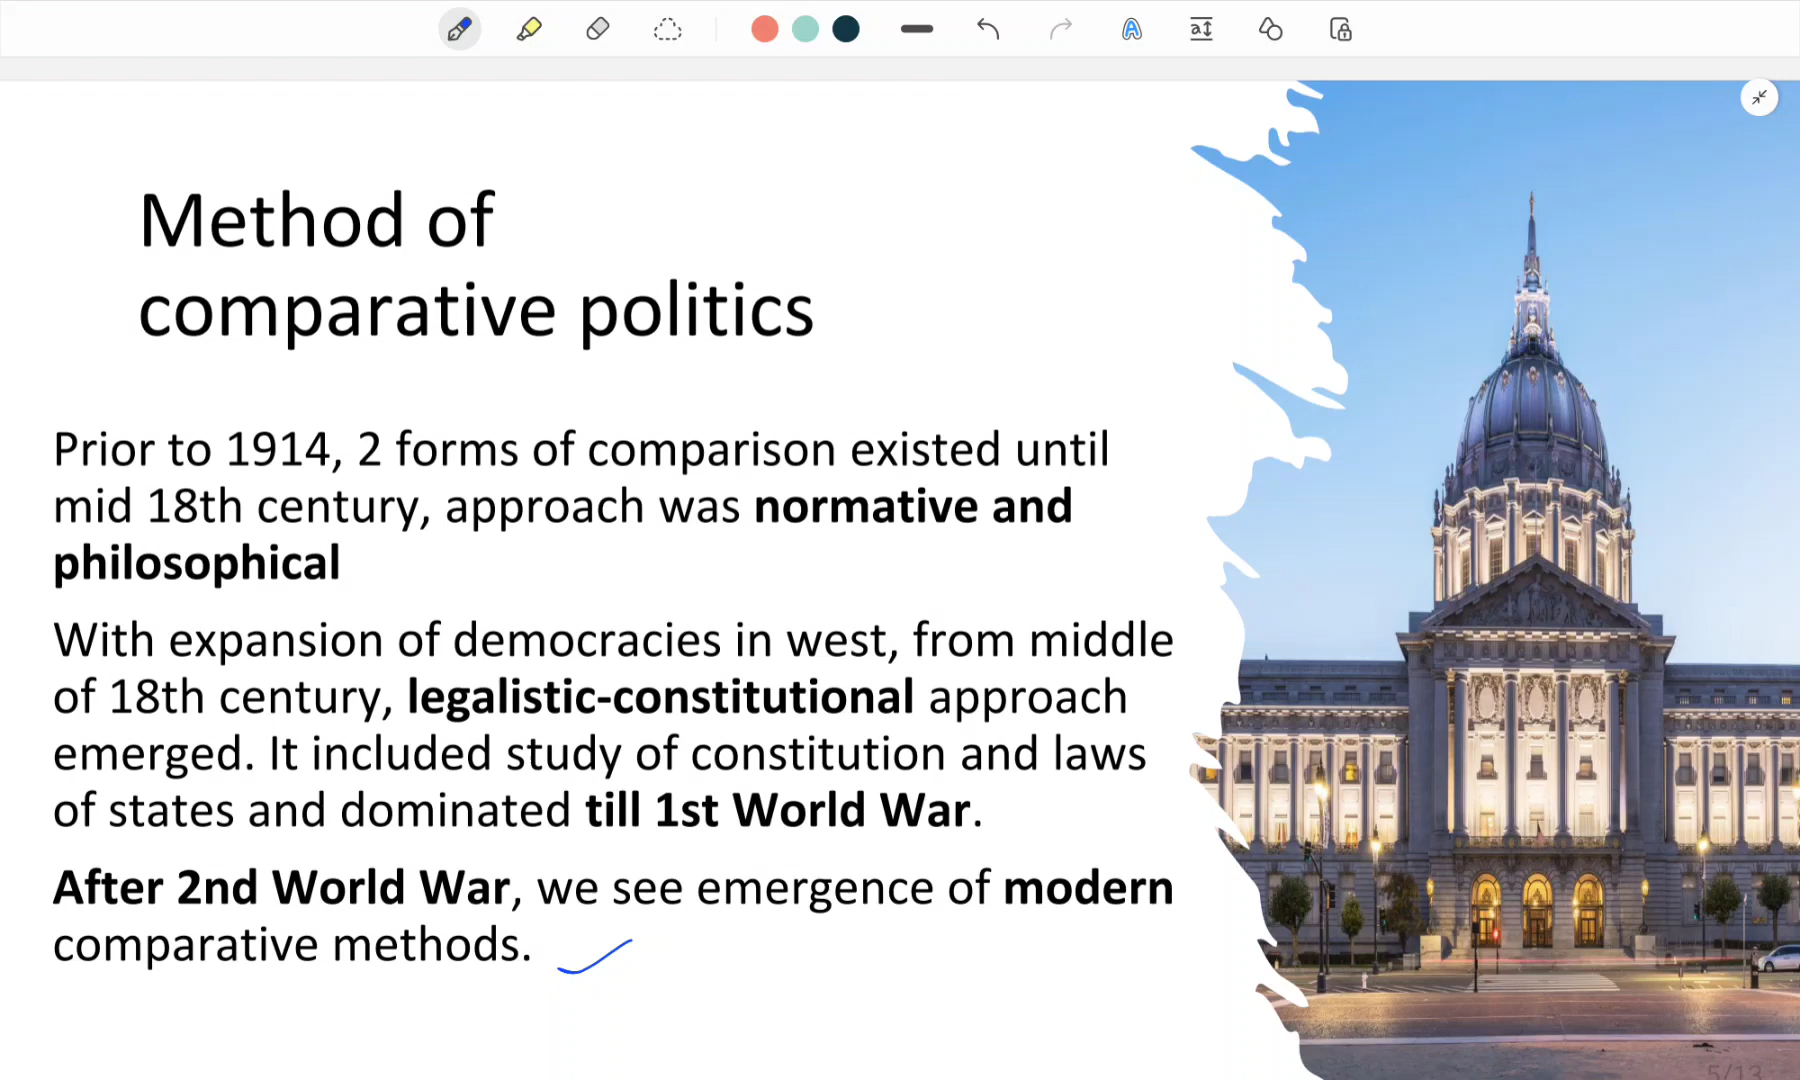 Method of
comparative politics
Prior to 1914, 2 forms of comparison existed until
mid 18th century, approach was normative and
philosophical
With expansion of democracies in west, from middle
of 18th century, legalistic-constitutional approach
emerged. It included study of constitution and laws
of states and dominated till 1st World War.
After 2nd World War, we see emergence of modern
comparative methods.
5/13